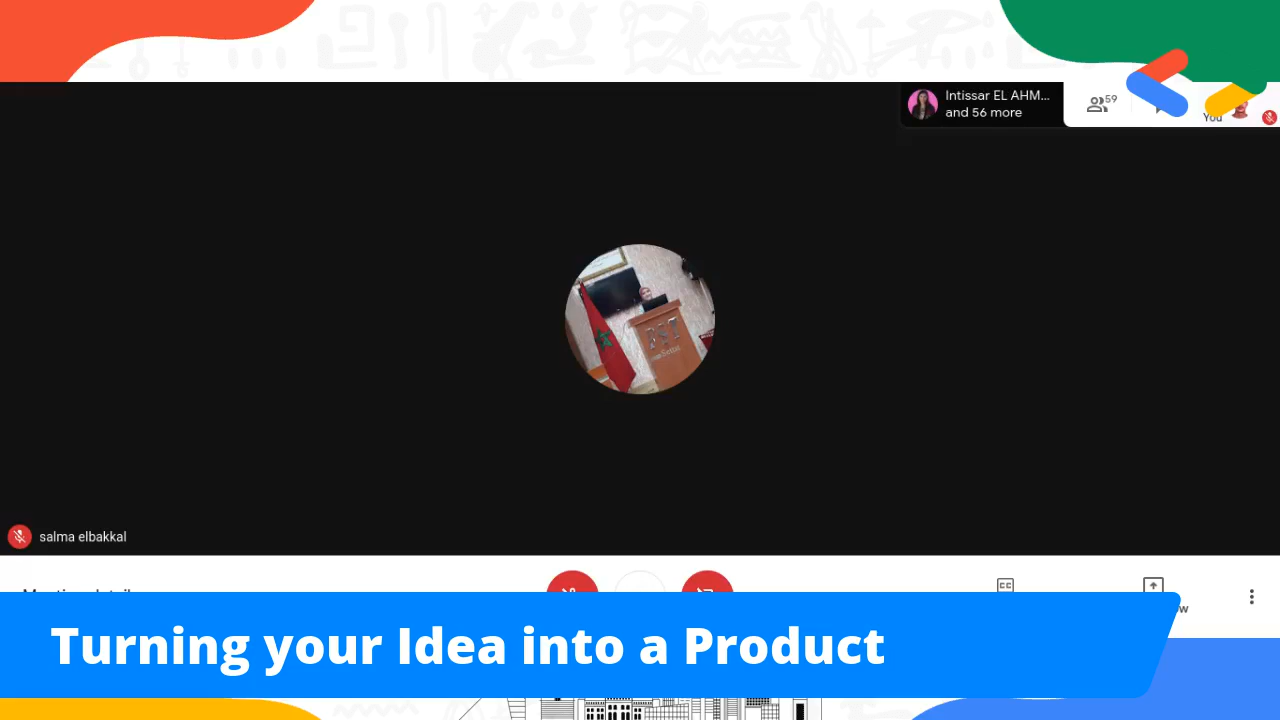 Intissar EL AHM...
and 56 more
59
You
salma elbakkal
Turning your Idea into a Product